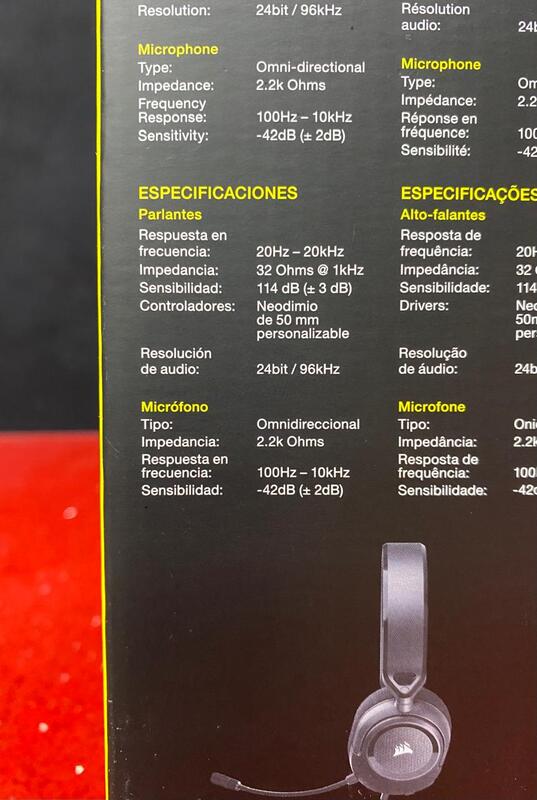 Resolution: 24bit / 96kHz
Microphone
Type: Omni-directional
Impedance: 2.2k Ohms
Frequency
Response: 100Hz – 10kHz
Sensitivity: -42dB (± 2dB)
ESPECIFICACIONES
Parlantes
Respuesta en
frecuencia: 20Hz – 20kHz
Impedancia: 32 Ohms @ 1kHz
Sensibilidad: 114 dB (± 3 dB)
Controladores: Neodimio
de 50 mm
personalizable
Resolución
de audio: 24bit / 96kHz
Micrófono
Tipo: Omnidireccional
Impedancia: 2.2k Ohms
Respuesta en
frecuencia: 100Hz – 10kHz
Sensibilidad: -42dB (± 2dB)
Résolution
audio:
Microphone
Type:
Impédance:
Réponse en
fréquence:
Sensibilité:
ESPECIFICAÇÕES
Alto-falantes
Resposta de
frequência:
Impedância: 32
Sensibilidade: 114
Drivers:
Resolução
de áudio:
Microfone
Tipo:
Impedância:
Resposta de
frequência:
Sensibilidade: